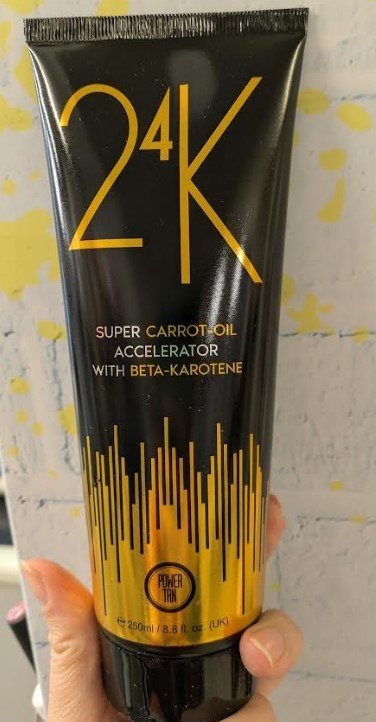 24K
SUPER CARROT-OIL
ACCELERATOR
WITH BETA-KAROTENE
POWER
TAN
℮ 250ml / 8.8 fl. oz. (UK)